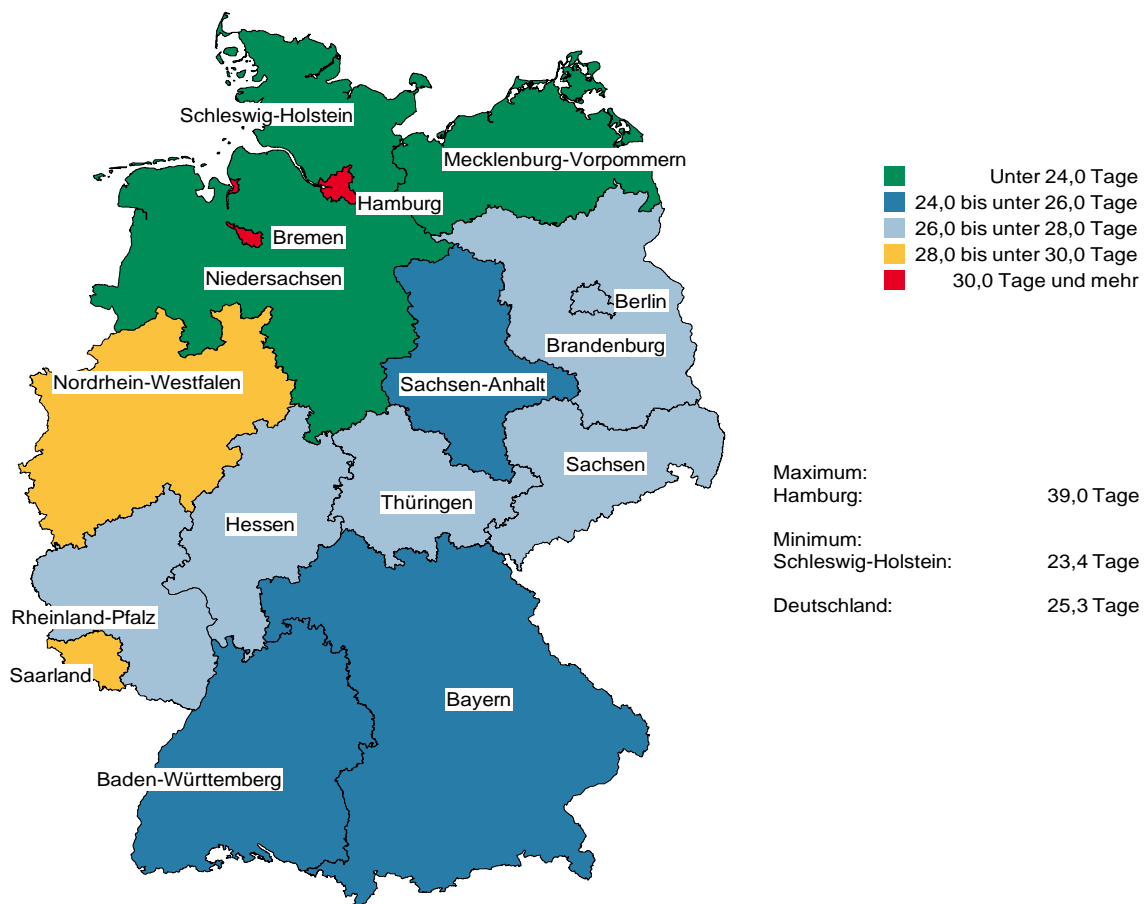 Schleswig-Holstein
Mecklenburg-Vorpommern
Hamburg
Bremen
Niedersachsen
Berlin
Brandenburg
Nordrhein-Westfalen
Sachsen-Anhalt
Sachsen
Thüringen
Hessen
Rheinland-Pfalz
Saarland
Bayern
Baden-Württemberg
Unter 24,0 Tage
24,0 bis unter 26,0 Tage
26,0 bis unter 28,0 Tage
28,0 bis unter 30,0 Tage
30,0 Tage und mehr
Maximum:
Hamburg: 39,0 Tage
Minimum:
Schleswig-Holstein: 23,4 Tage
Deutschland: 25,3 Tage